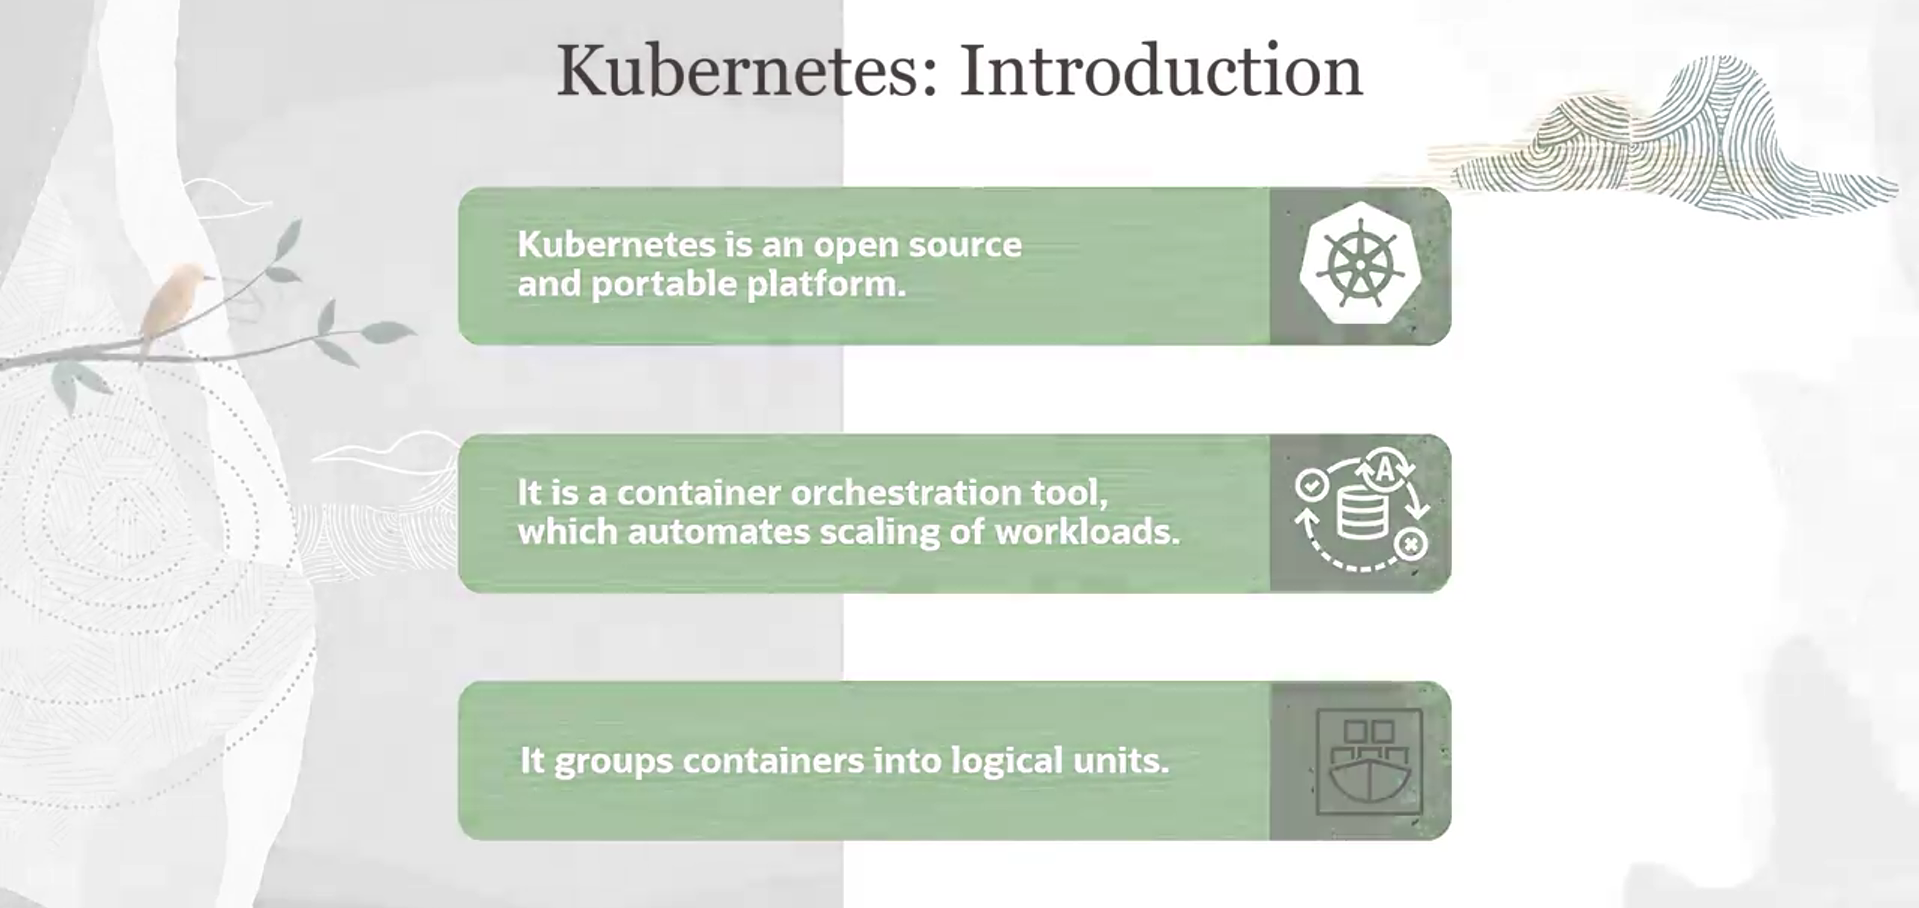 Kubernetes: Introduction
Kubernetes is an open source
and portable platform.
It is a container orchestration tool,
which automates scaling of workloads.
A
It groups containers into logical units.